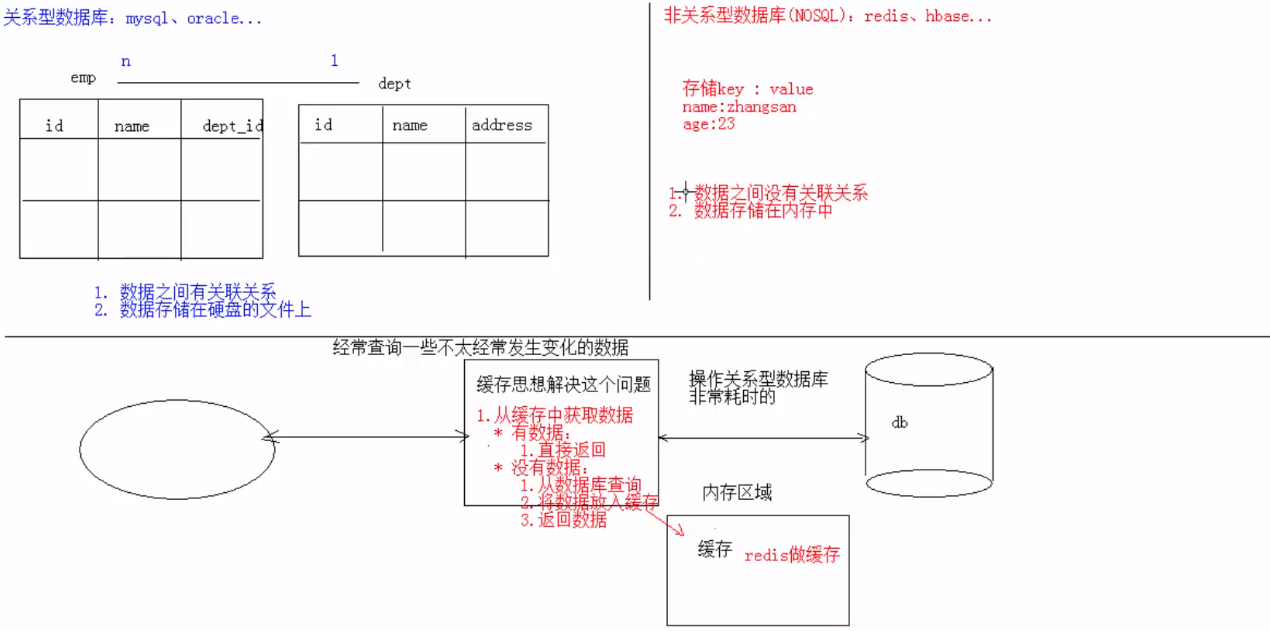 关系型数据库：mysql、oracle...
n 1
emp dept
id name dept_id
id name address
1. 数据之间有关联关系
2. 数据存储在硬盘的文件上
非关系型数据库(NOSQL)：redis、hbase...
存储key : value
name:zhangsan
age:23
1. 数据之间没有关联关系
2. 数据存储在内存中
经常查询一些不太经常发生变化的数据
缓存思想解决这个问题
1.从缓存中获取数据
* 有数据：
1.直接返回
* 没有数据：
1.从数据库查询
2.将数据放入缓存
3.返回数据
操作关系型数据库
非常耗时的
db
内存区域
缓存 redis做缓存